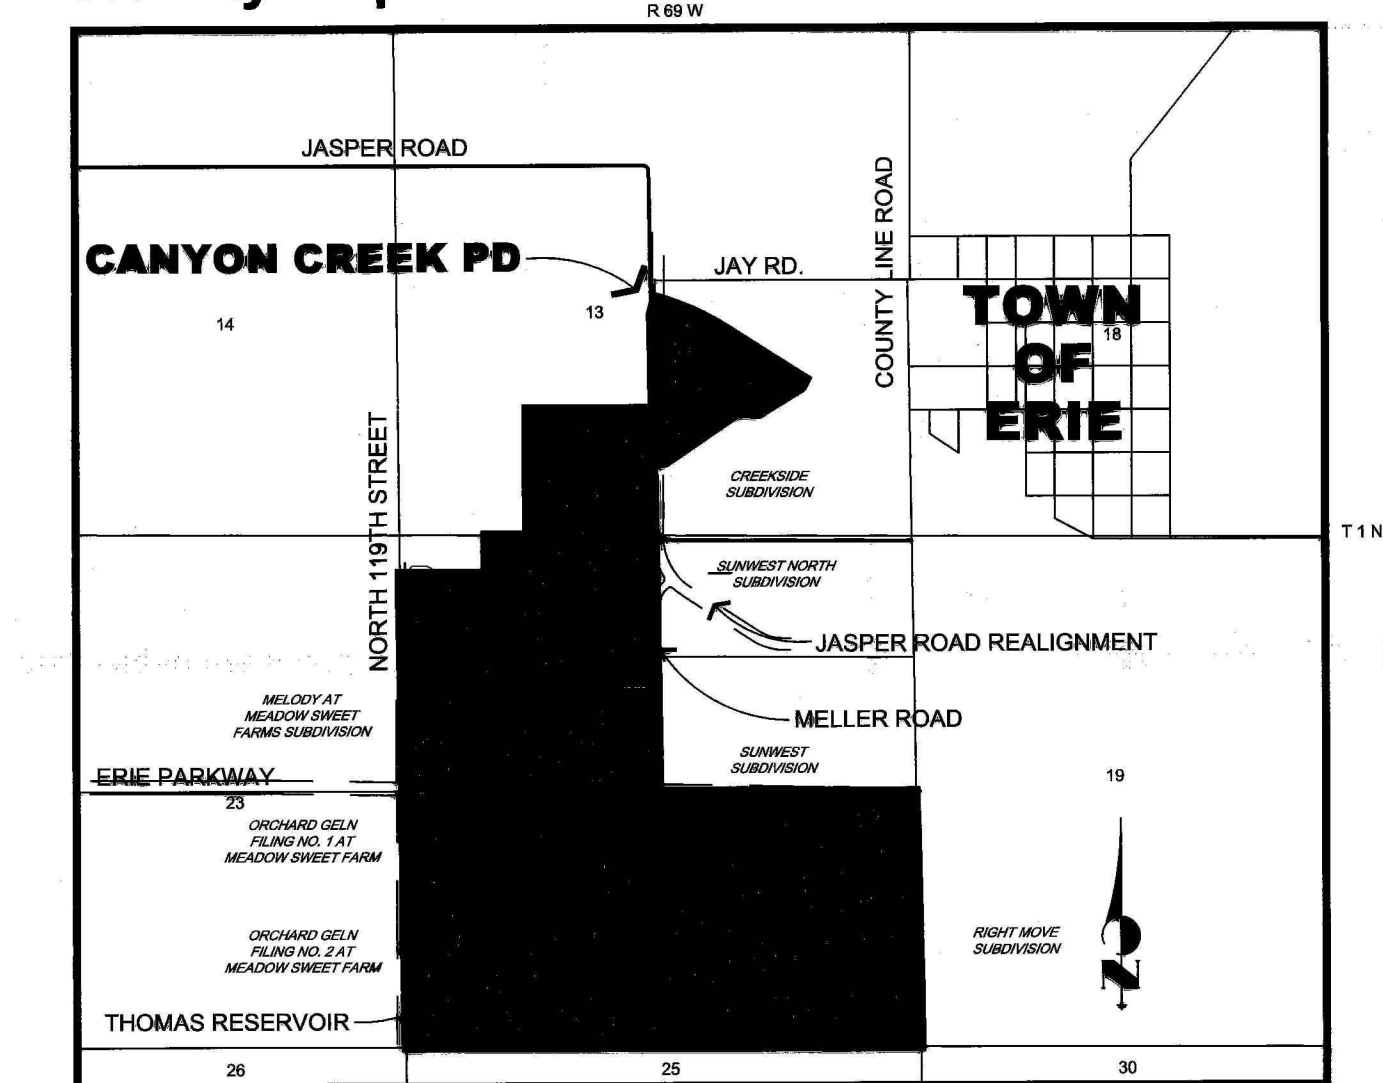 R 69 W
JASPER ROAD
CANYON CREEK PD
JAY RD.
COUNTY LINE ROAD
13
14
TOWN
OF
ERIE
18
NORTH 119TH STREET
CREEKSIDE
SUBDIVISION
T 1 N
SUNWEST NORTH
SUBDIVISION
JASPER ROAD REALIGNMENT
MELODY AT
MEADOW SWEET
FARMS SUBDIVISION
MELLER ROAD
SUNWEST
SUBDIVISION
ERIE PARKWAY
23
19
ORCHARD GELN
FILING NO. 1 AT
MEADOW SWEET FARM
ORCHARD GELN
FILING NO. 2 AT
MEADOW SWEET FARM
RIGHT MOVE
SUBDIVISION
N
THOMAS RESERVOIR
26
25
30